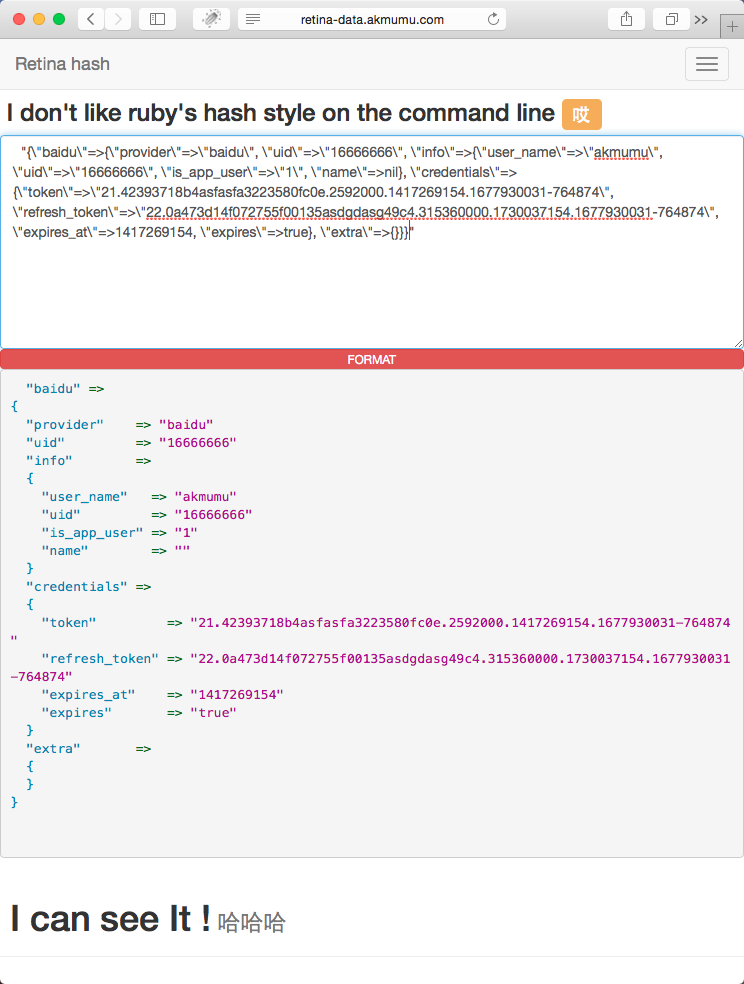 retina-data.akmumu.com
Retina hash
I don't like ruby's hash style on the command line 哎
"{\"baidu\"=>{\"provider\"=>\"baidu\", \"uid\"=>\"16666666\", \"info\"=>{\"user_name\"=>\"akmumu\",
\"uid\"=>\"16666666\", \"is_app_user\"=>\"1\", \"name\"=>nil}, \"credentials\"=>
{\"token\"=>\"21.42393718b4asfasfa3223580fc0e.2592000.1417269154.1677930031-764874\",
\"refresh_token\"=>\"22.0a473d14f072755f00135asdgdasg49c4.315360000.1730037154.1677930031-764874\",
\"expires_at\"=>1417269154, \"expires\"=>true}, \"extra\"=>{}}}"
FORMAT
"baidu" =>
{
"provider" => "baidu"
"uid" => "16666666"
"info" =>
{
"user_name" => "akmumu"
"uid" => "16666666"
"is_app_user" => "1"
"name" => ""
}
"credentials" =>
{
"token" => "21.42393718b4asfasfa3223580fc0e.2592000.1417269154.1677930031-764874
"
"refresh_token" => "22.0a473d14f072755f00135asdgdasg49c4.315360000.1730037154.1677930031
-764874"
"expires_at" => "1417269154"
"expires" => "true"
}
"extra" =>
{
}
}
I can see It ! 哈哈哈